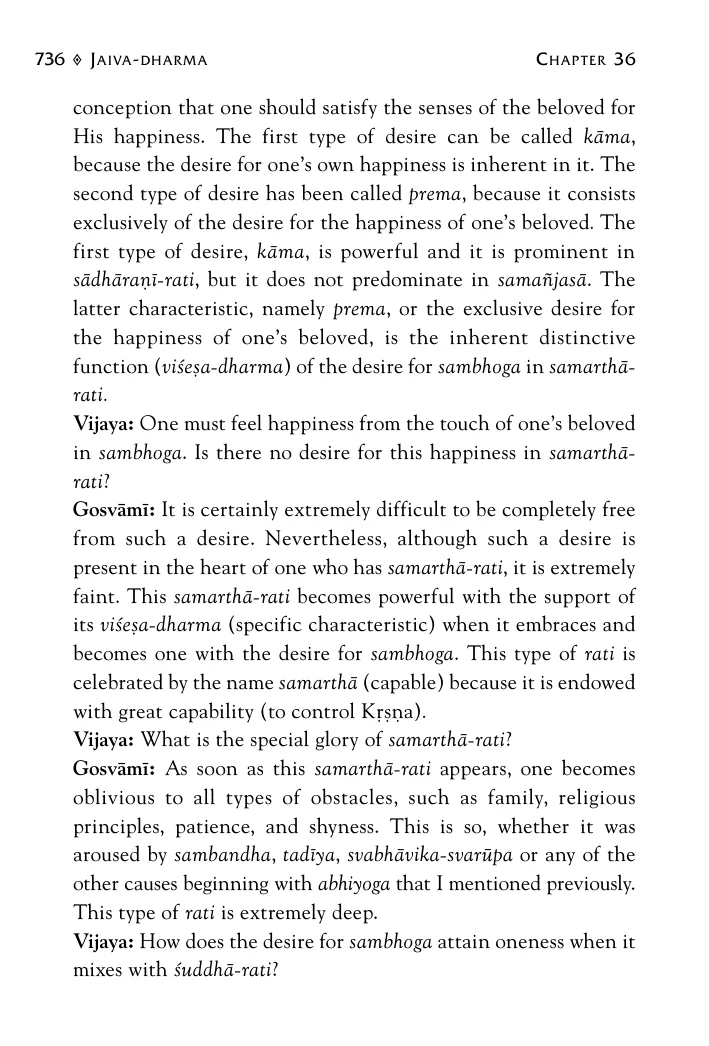 736 ◊ JAIVA-DHARMA CHAPTER 36
conception that one should satisfy the senses of the beloved for
His happiness. The first type of desire can be called kāma,
because the desire for one’s own happiness is inherent in it. The
second type of desire has been called prema, because it consists
exclusively of the desire for the happiness of one’s beloved. The
first type of desire, kāma, is powerful and it is prominent in
sādhāraṇī-rati, but it does not predominate in samañjasā. The
latter characteristic, namely prema, or the exclusive desire for
the happiness of one’s beloved, is the inherent distinctive
function (viśeṣa-dharma) of the desire for sambhoga in samarthā-
rati.
Vijaya: One must feel happiness from the touch of one’s beloved
in sambhoga. Is there no desire for this happiness in samarthā-
rati?
Gosvāmī: It is certainly extremely difficult to be completely free
from such a desire. Nevertheless, although such a desire is
present in the heart of one who has samarthā-rati, it is extremely
faint. This samarthā-rati becomes powerful with the support of
its viśeṣa-dharma (specific characteristic) when it embraces and
becomes one with the desire for sambhoga. This type of rati is
celebrated by the name samarthā (capable) because it is endowed
with great capability (to control Kṛṣṇa).
Vijaya: What is the special glory of samarthā-rati?
Gosvāmī: As soon as this samarthā-rati appears, one becomes
oblivious to all types of obstacles, such as family, religious
principles, patience, and shyness. This is so, whether it was
aroused by sambandha, tadīya, svabhāvika-svarūpa or any of the
other causes beginning with abhiyoga that I mentioned previously.
This type of rati is extremely deep.
Vijaya: How does the desire for sambhoga attain oneness when it
mixes with śuddhā-rati?